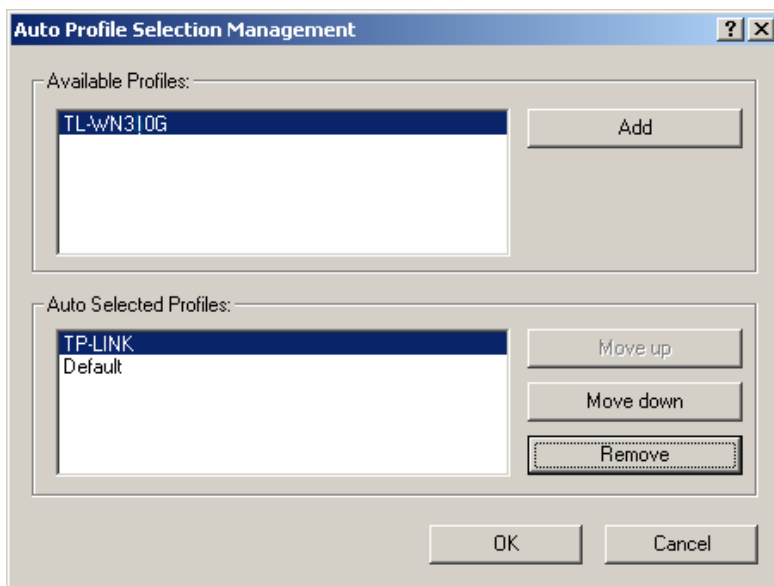 Auto Profile Selection Management
Available Profiles:
TL-WN310G
Add
Auto Selected Profiles:
TP-LINK
Default
Move up
Move down
Remove
OK
Cancel